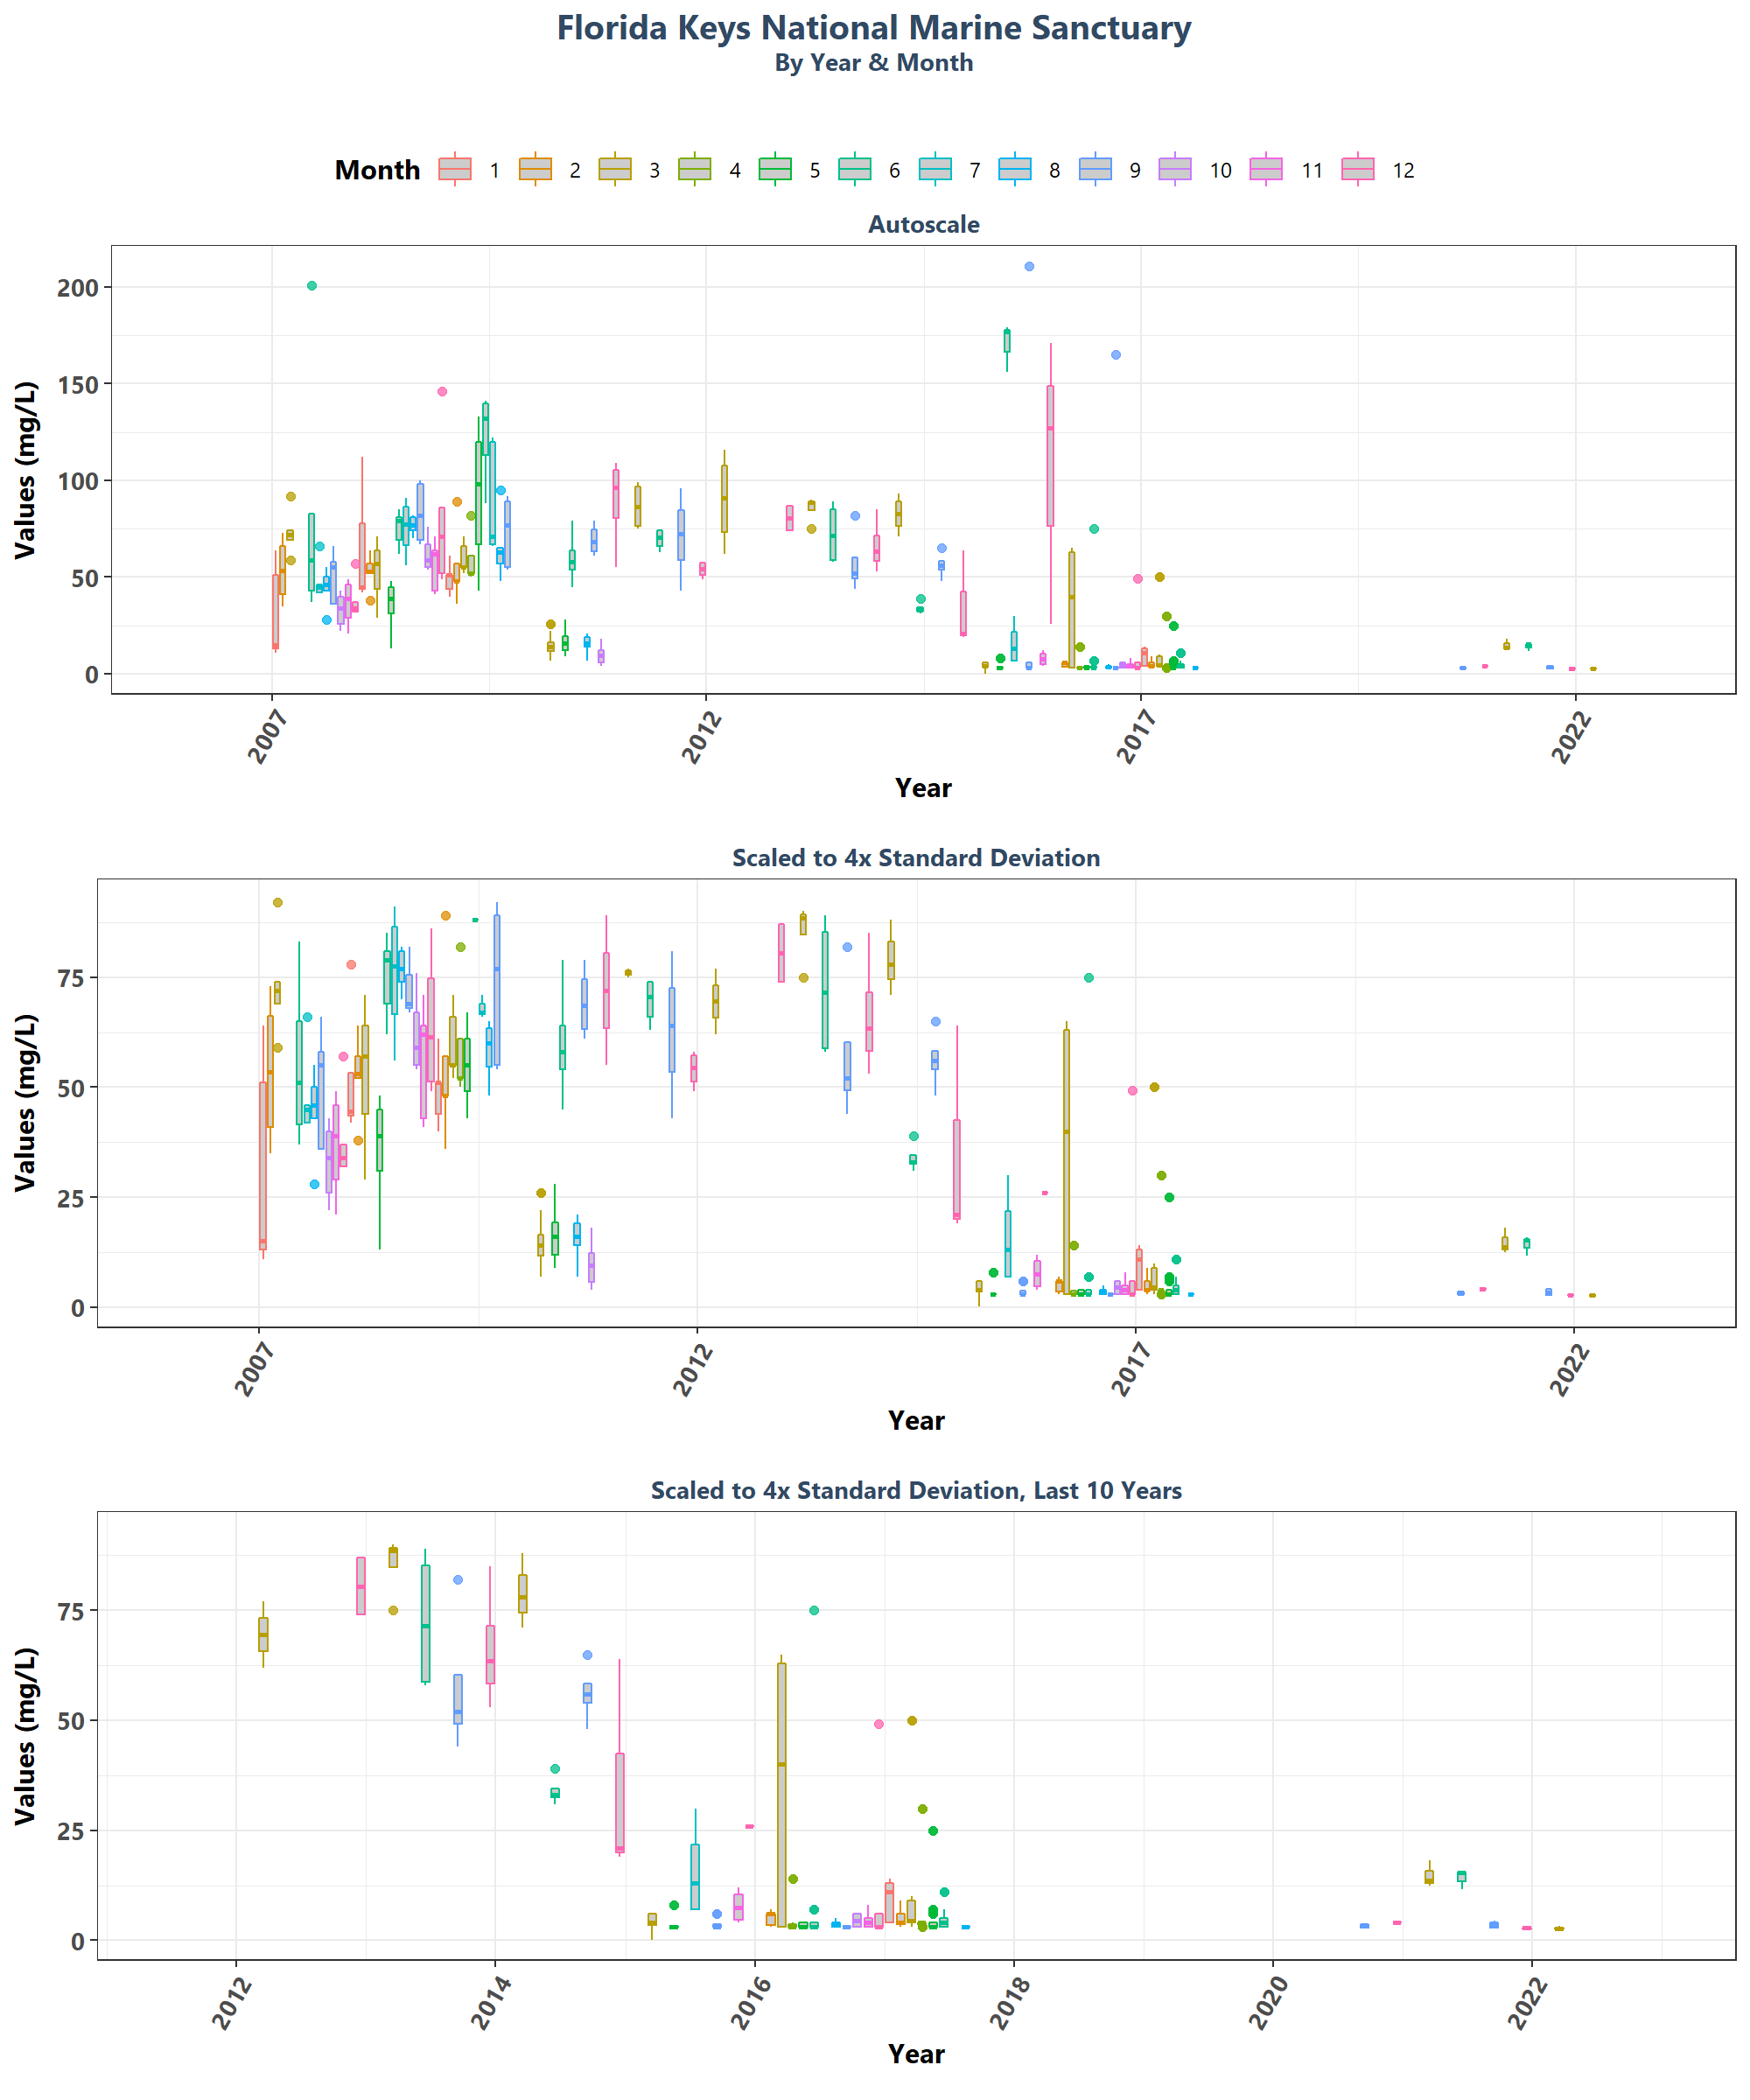 Florida Keys National Marine Sanctuary
By Year & Month
Month 1 2 3 4 5 6 7 8 9 10 11 12
Autoscale
Values (mg/L)
200
150
100
50
0
2007 2012 2017 2022
Year
Scaled to 4x Standard Deviation
Values (mg/L)
75
50
25
0
2007 2012 2017 2022
Year
Scaled to 4x Standard Deviation, Last 10 Years
Values (mg/L)
75
50
25
0
2012 2014 2016 2018 2020 2022
Year